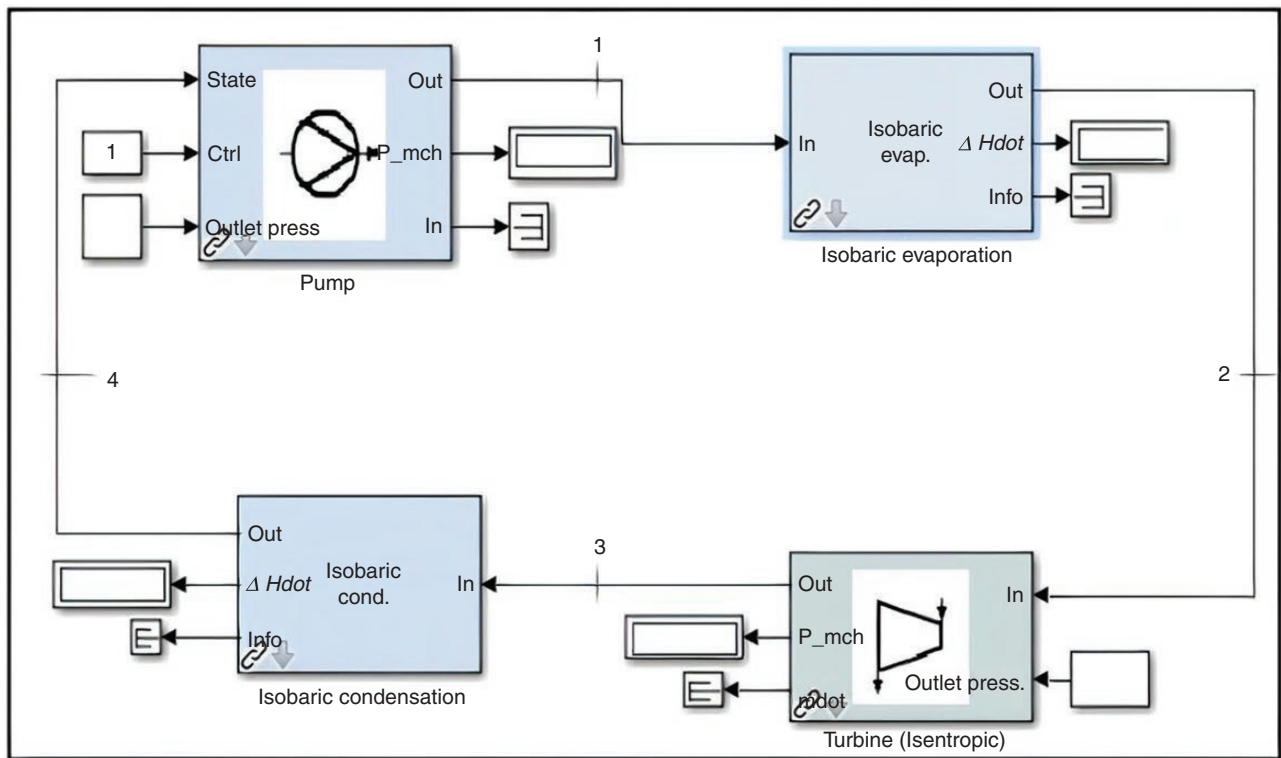 1
State
Out
1
Ctrl
P_mch
Outlet press
In
Pump
In
Isobaric
evap.
Out
Δ Hdot
Info
Isobaric evaporation
4
2
Out
Δ Hdot
Info
Isobaric
cond.
In
Isobaric condensation
3
Out
P_mch
mdot
In
Outlet press.
Turbine (Isentropic)